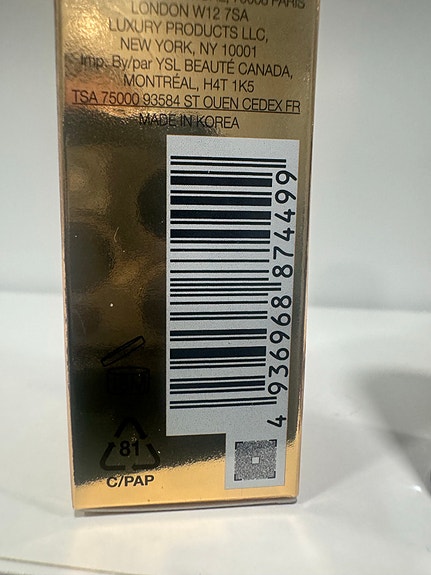 PARIS
LONDON W12 7SA
LUXURY PRODUCTS LLC,
NEW YORK, NY 10001
Imp. By/par YSL BEAUTÉ CANADA,
MONTRÉAL, H4T 1K5
TSA 75000 93584 ST OUEN CEDEX FR
MADE IN KOREA
4 936968 874499
81
C/PAP